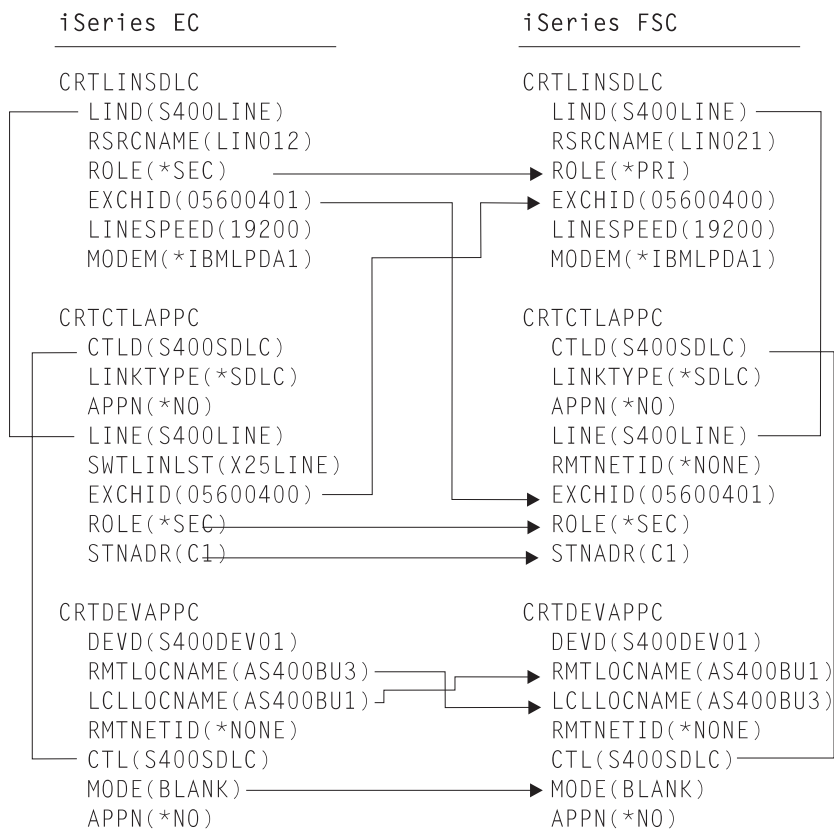 iSeries EC
CRTLINSDLC
LIND(S400LINE)
RSRCNAME(LIN012)
ROLE(*SEC)
EXCHID(05600401)
LINESPEED(19200)
MODEM(*IBMLPDA1)
CRTCTLAPPC
CTLD(S400SDLC)
LINKTYPE(*SDLC)
APPN(*NO)
LINE(S400LINE)
SWTLINLST(X25LINE)
EXCHID(05600400)
ROLE(*SEC)
STNADR(C1)
CRTDEVAPPC
DEVD(S400DEV01)
RMTLOCNAME(AS400BU3)
LCLLOCNAME(AS400BU1)
RMTNETID(*NONE)
CTL(S400SDLC)
MODE(BLANK)
APPN(*NO)
iSeries FSC
CRTLINSDLC
LIND(S400LINE)
RSRCNAME(LIN021)
ROLE(*PRI)
EXCHID(05600400)
LINESPEED(19200)
MODEM(*IBMLPDA1)
CRTCTLAPPC
CTLD(S400SDLC)
LINKTYPE(*SDLC)
APPN(*NO)
LINE(S400LINE)
RMTNETID(*NONE)
EXCHID(05600401)
ROLE(*SEC)
STNADR(C1)
CRTDEVAPPC
DEVD(S400DEV01)
RMTLOCNAME(AS400BU1)
LCLLOCNAME(AS400BU3)
RMTNETID(*NONE)
CTL(S400SDLC)
MODE(BLANK)
APPN(*NO)